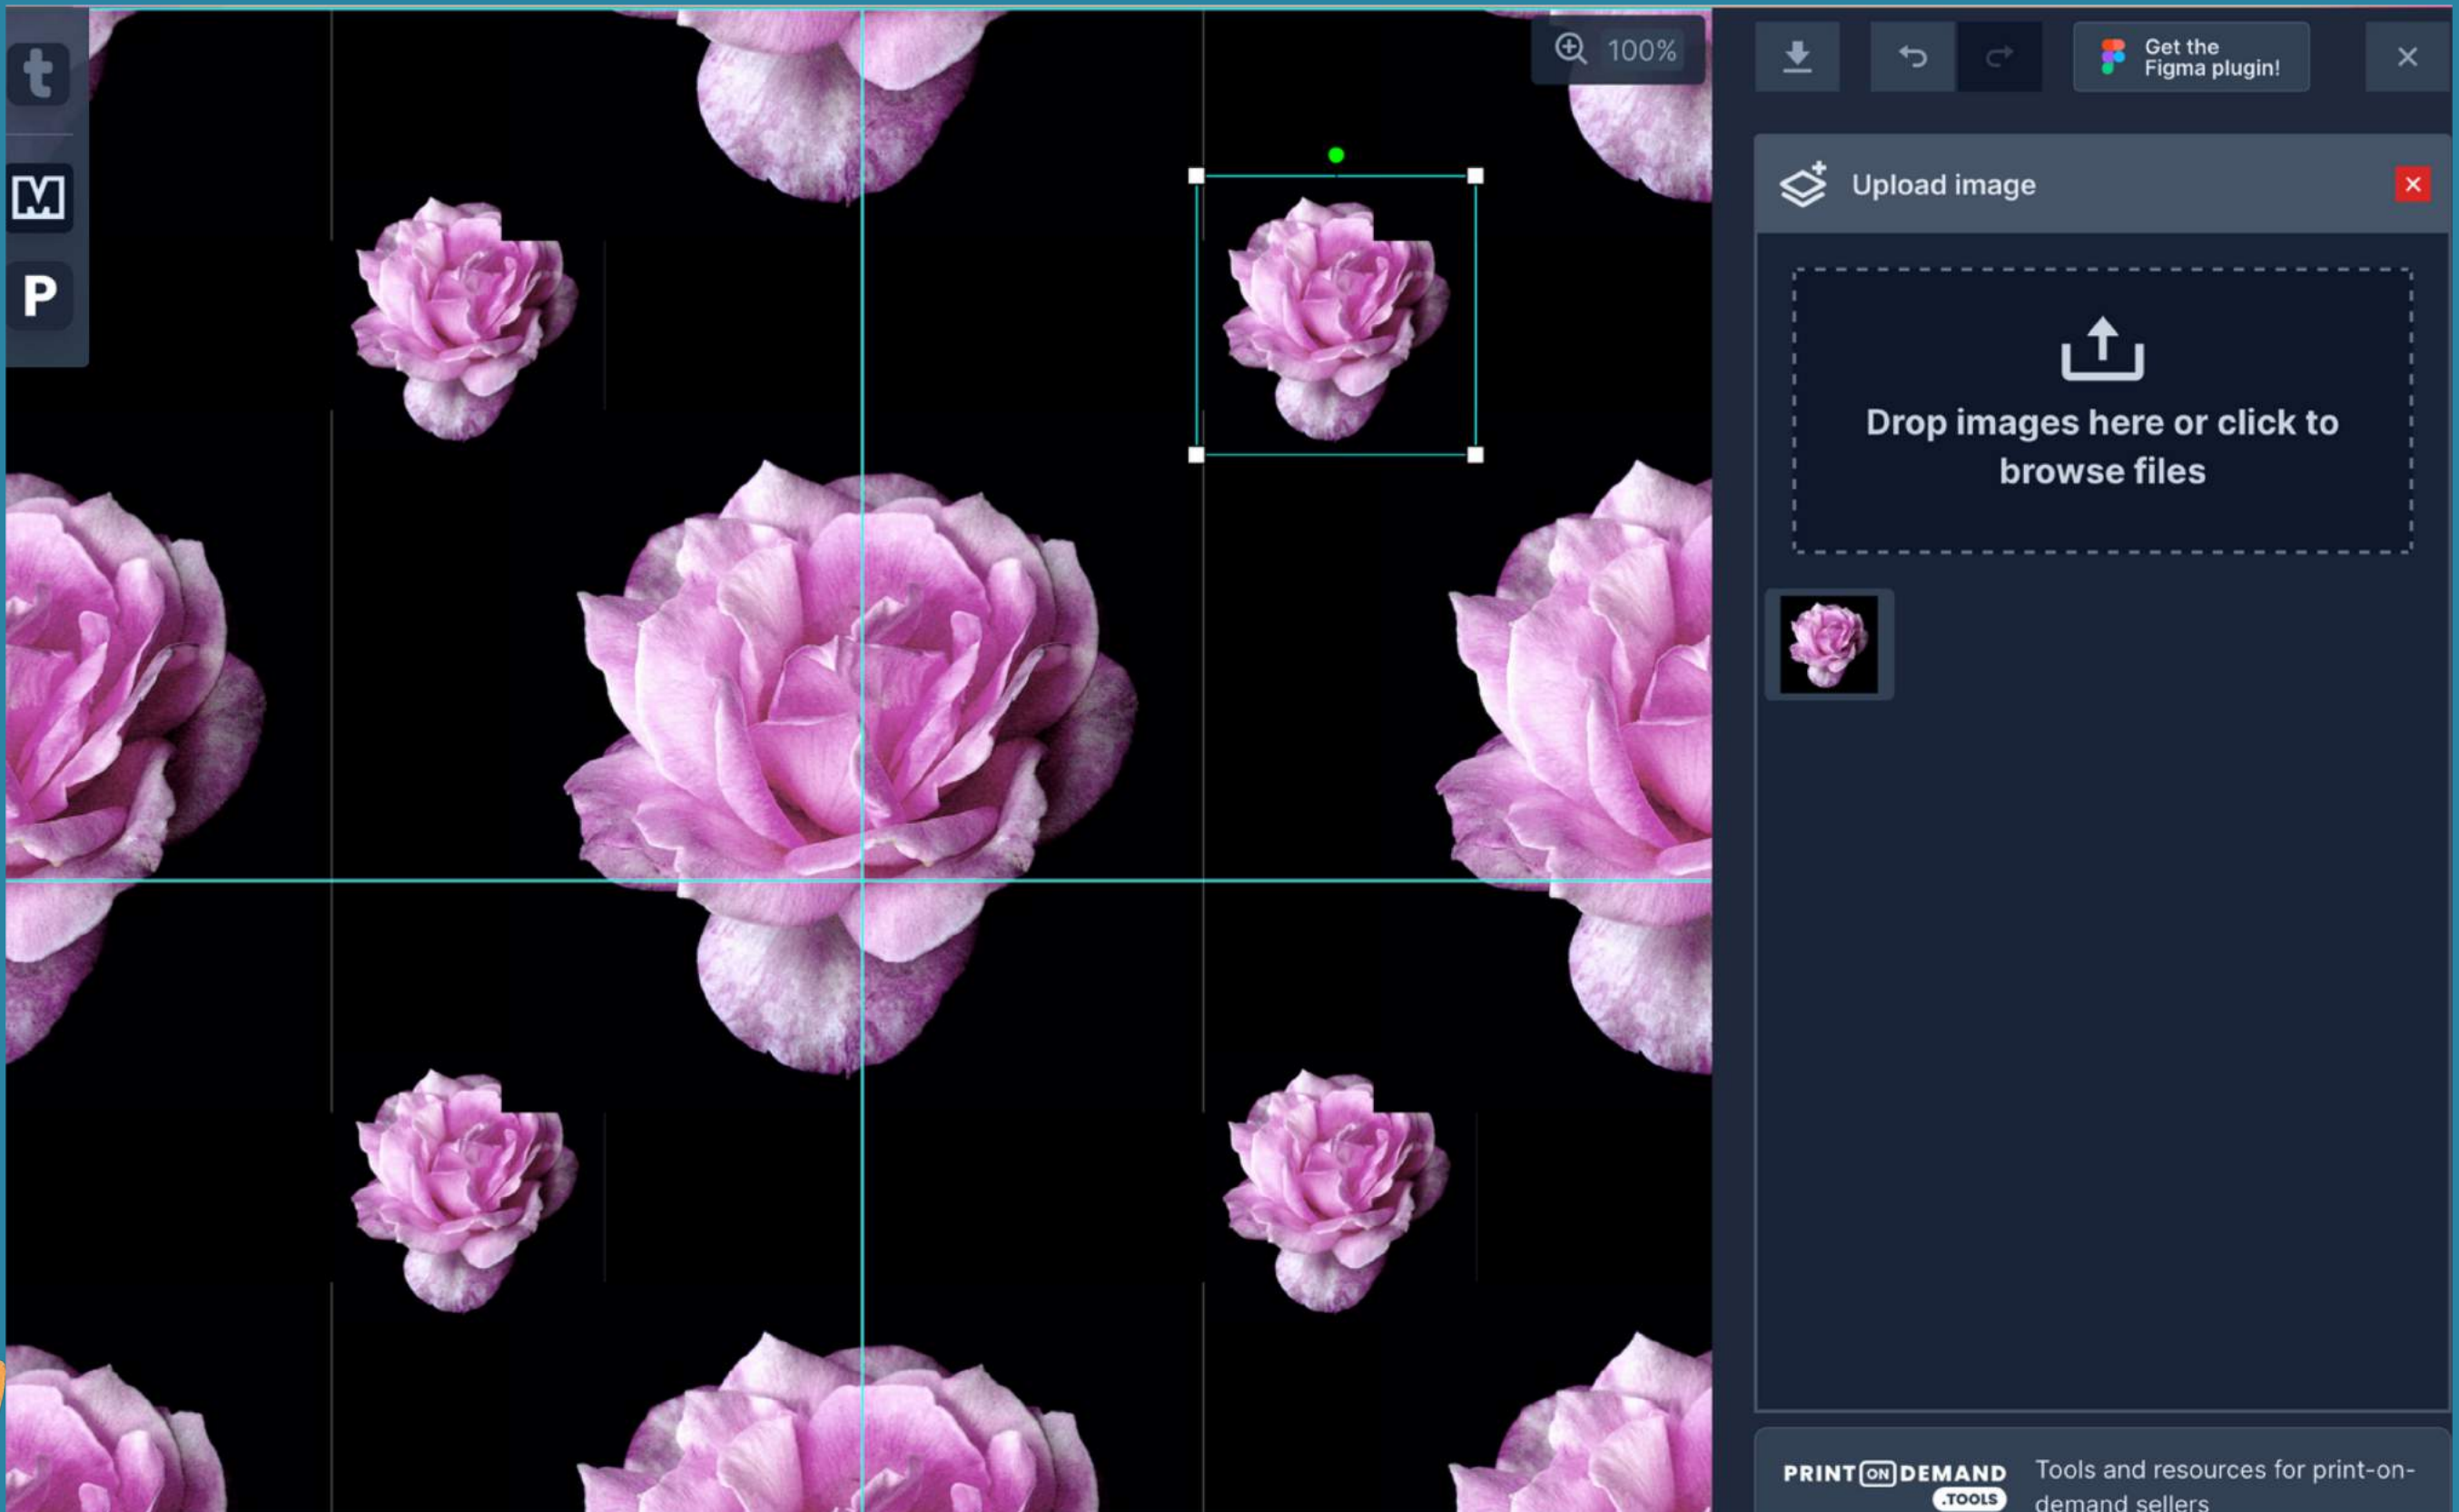 t
M
P
100%
Get the
Figma plugin!
Upload image
Drop images here or click to
browse files
PRINT ON DEMAND
.TOOLS
Tools and resources for print-on-
demand sellers